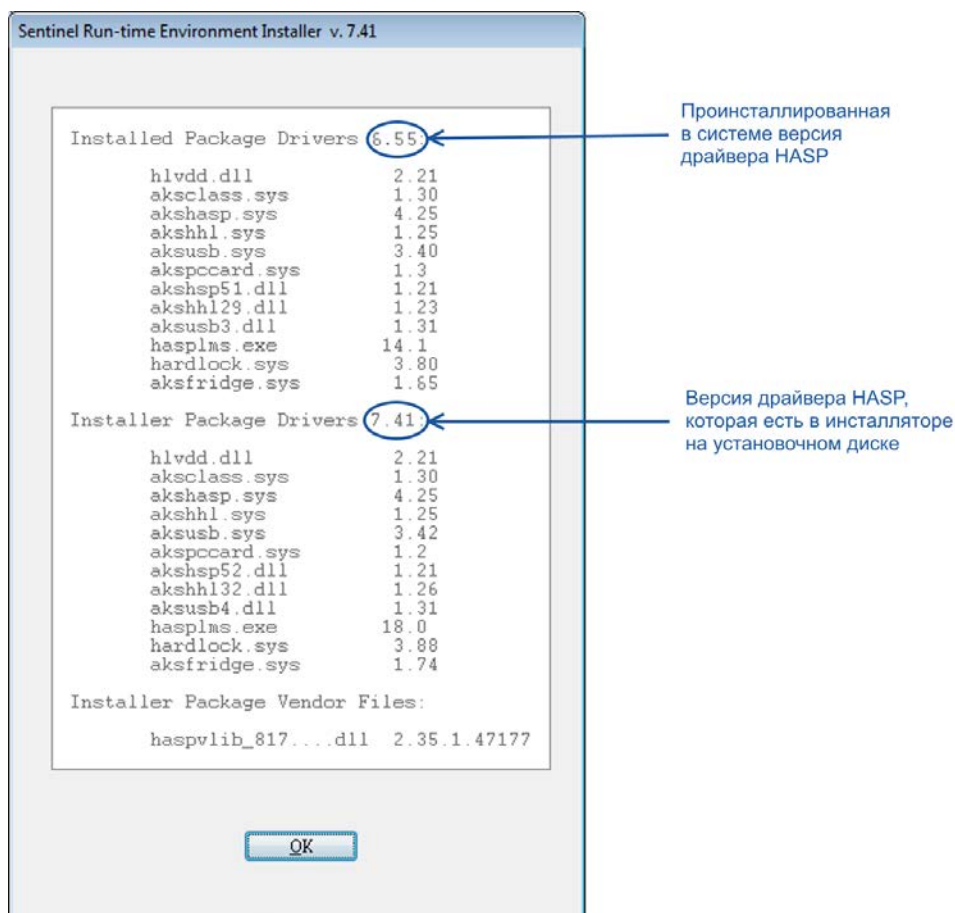 Sentinel Run-time Environment Installer v. 7.41
Installed Package Drivers 6.55:
hlvdd.dll 2.21
aksclass.sys 1.30
akshasp.sys 4.25
akshhl.sys 1.25
aksusb.sys 3.40
akspccard.sys 1.3
akshsp51.dll 1.21
akshhl29.dll 1.23
aksusb3.dll 1.31
hasplms.exe 14.1
hardlock.sys 3.80
aksfridge.sys 1.65
Installer Package Drivers 7.41:
hlvdd.dll 2.21
aksclass.sys 1.30
akshasp.sys 4.25
akshhl.sys 1.25
aksusb.sys 3.42
akspccard.sys 1.2
akshsp52.dll 1.21
akshhl32.dll 1.26
aksusb4.dll 1.31
hasplms.exe 18.0
hardlock.sys 3.88
aksfridge.sys 1.74
Installer Package Vendor Files:
haspvlib_817....dll 2.35.1.47177
OK
Проинсталлированная
в системе версия
драйвера HASP
Версия драйвера HASP,
которая есть в инсталляторе
на установочном диске